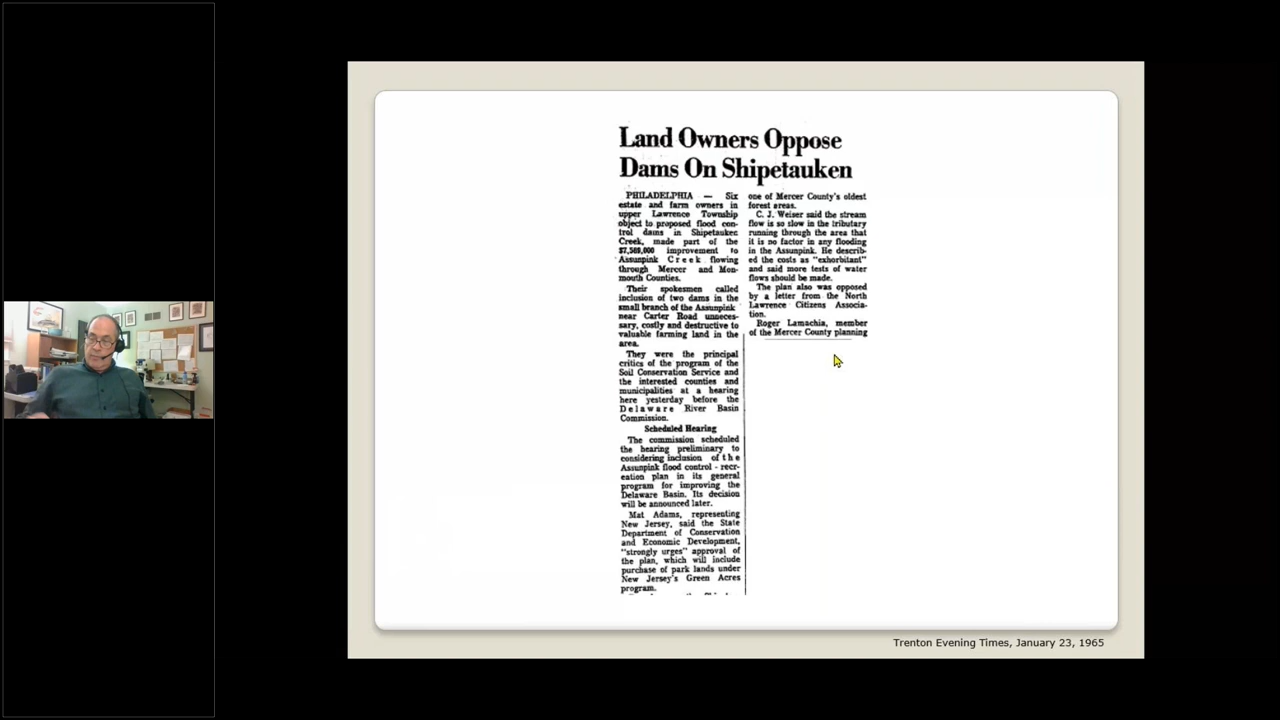 Land Owners Oppose
Dams On Shipetauken
PHILADELPHIA — Six
estate and farm owners in
upper Lawrence Township
object to proposed flood con-
trol dams in Shipetauken
Creek, made part of the
$7,569,000 improvement to
Assunpink Creek flowing
through Mercer and Mon-
mouth Counties.
Their spokesmen called
inclusion of two dams in the
small branch of the Assunpink
near Carter Road unneces-
sary, costly and destructive to
valuable farming land in the
area.
They were the principal
critics of the program of the
Soil Conservation Service and
the interested counties and
municipalities at a hearing
here yesterday before the
Delaware River Basin
Commission.
Scheduled Hearing
The commission scheduled
the hearing preliminary to
considering inclusion of the
Assunpink flood control - recr-
eation plan in its general
program for improving the
Delaware Basin. Its decision
will be announced later.
Mat Adams, representing
New Jersey, said the State
Department of Conservation
and Economic Development,
"strongly urges" approval of
the plan, which will include
purchase of park lands under
New Jersey's Green Acres
program.
one of Mercer County's oldest
forest areas.
C. J. Weiser said the stream
flow is so slow in the tributary
running through the area that
it is no factor in any flooding
in the Assunpink. He describ-
ed the costs as "exhorbitant"
and said more tests of water
flows should be made.
The plan also was opposed
by a letter from the North
Lawrence Citizens Associa-
tion.
Roger Lamachia, member
of the Mercer County planning
Trenton Evening Times, January 23, 1965